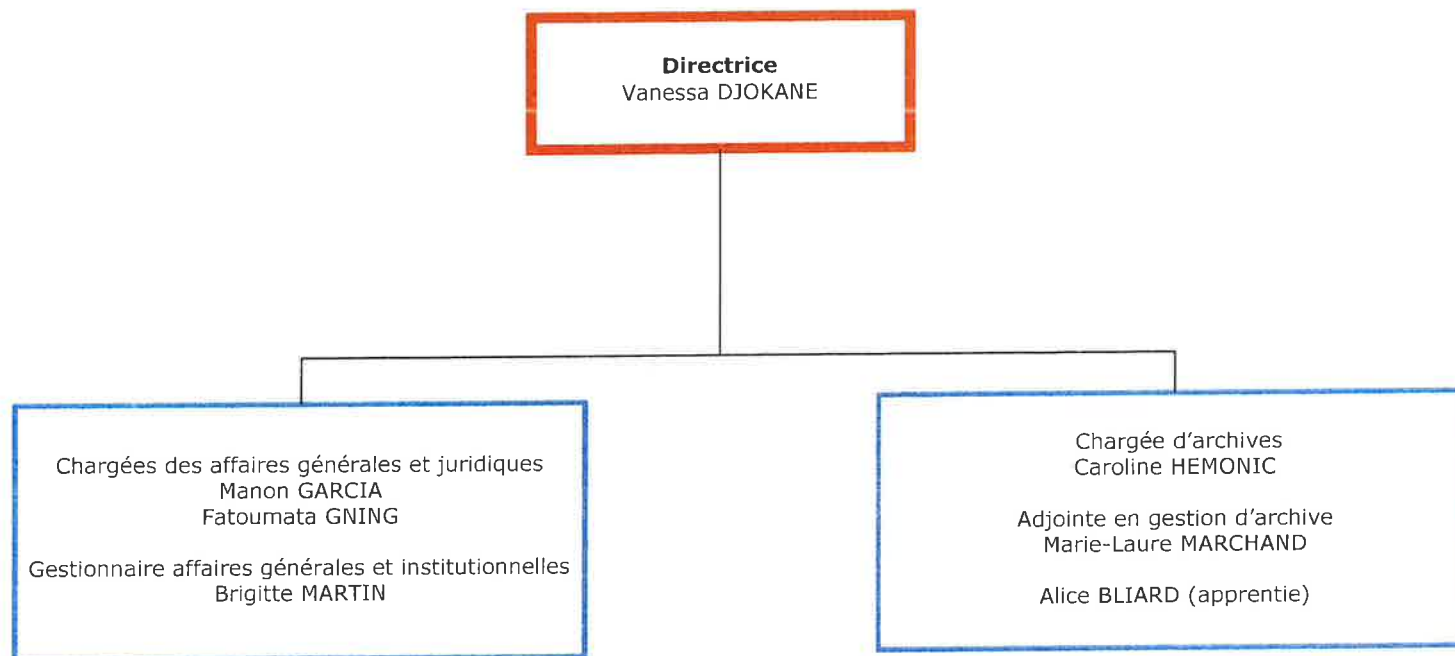 Directrice
Vanessa DJOKANE
Chargées des affaires générales et juridiques
Manon GARCIA
Fatoumata GNING
Gestionnaire affaires générales et institutionnelles
Brigitte MARTIN
Chargée d'archives
Caroline HEMONIC
Adjointe en gestion d'archive
Marie-Laure MARCHAND
Alice BLIARD (apprentie)